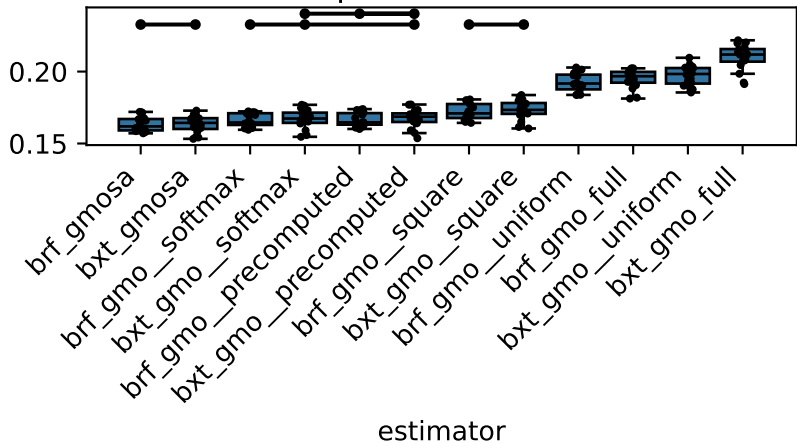 0.20
0.15
brf_gmosa
bxt_gmosa
brf_gmo__softmax
bxt_gmo__softmax
brf_gmo__precomputed
bxt_gmo__precomputed
brf_gmo__square
bxt_gmo__square
brf_gmo__uniform
brf_gmo_full
bxt_gmo__uniform
bxt_gmo_full
estimator